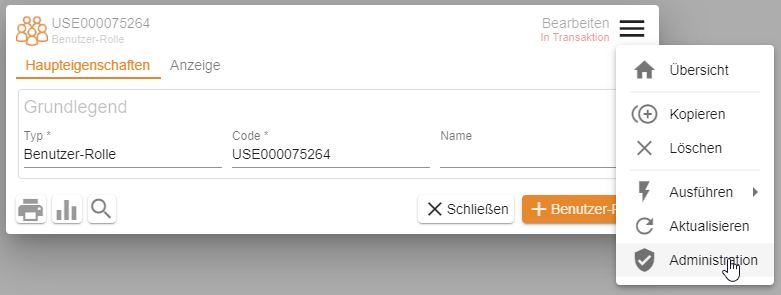 USE000075264
Benutzer-Rolle
Bearbeiten
In Transaktion
Haupteigenschaften
Anzeige
Grundlegend
Typ *
Code *
Name
Benutzer-Rolle
USE000075264
Schließen
Benutzer-R
Übersicht
Kopieren
Löschen
Ausführen
Aktualisieren
Administration